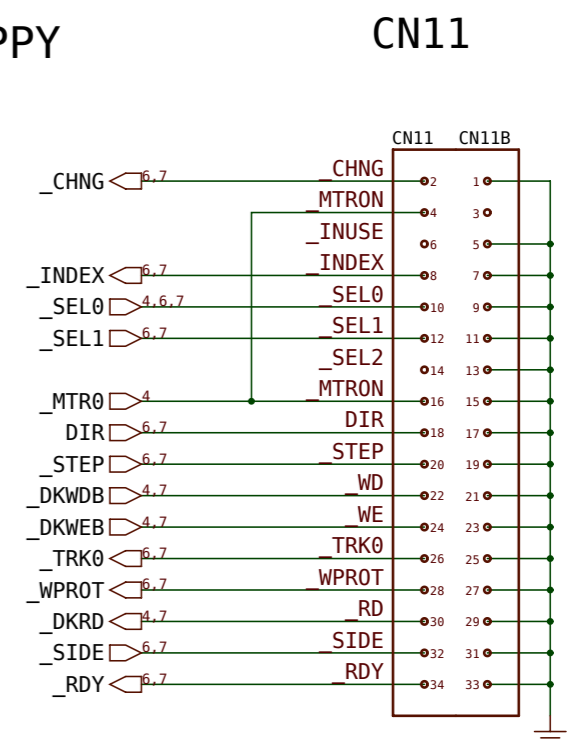 PPY CN11
CN11 CN11B
_CHNG 6,7 _CHNG 2 1
_MTRON 4 3
_INUSE 6 5
_INDEX 6,7 _INDEX 8 7
_SEL0 4,6,7 _SEL0 10 9
_SEL1 6,7 _SEL1 12 11
_SEL2 14 13
_MTR0 4 _MTRON 16 15
DIR 6,7 DIR 18 17
_STEP 6,7 _STEP 20 19
_DKWDB 4,7 _WD 22 21
_DKWEB 4,7 _WE 24 23
_TRK0 6,7 _TRK0 26 25
_WPROT 6,7 _WPROT 28 27
_DKRD 4,7 _RD 30 29
_SIDE 6,7 _SIDE 32 31
_RDY 6,7 _RDY 34 33